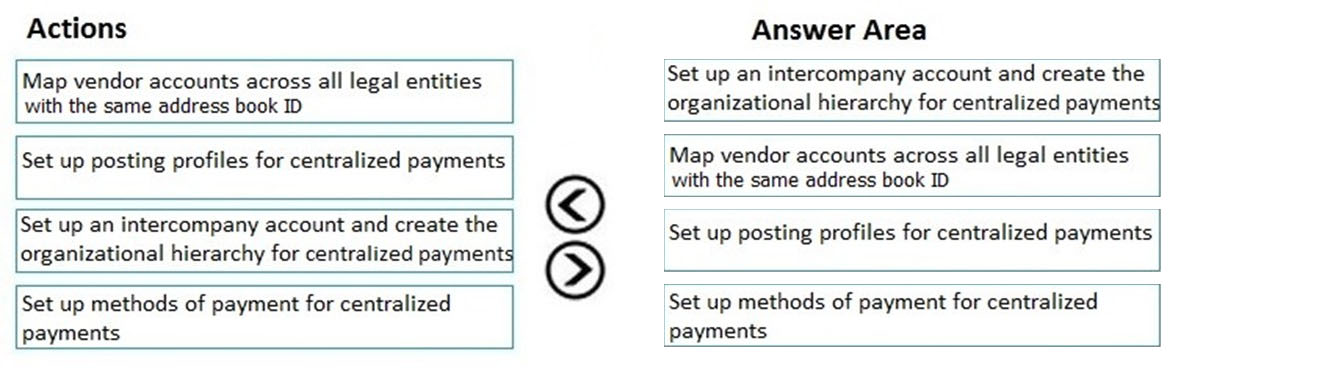 Actions
Map vendor accounts across all legal entities
with the same address book ID
Set up posting profiles for centralized payments
Set up an intercompany account and create the
organizational hierarchy for centralized payments
Set up methods of payment for centralized
payments
Answer Area
Set up an intercompany account and create the
organizational hierarchy for centralized payments
Map vendor accounts across all legal entities
with the same address book ID
Set up posting profiles for centralized payments
Set up methods of payment for centralized
payments